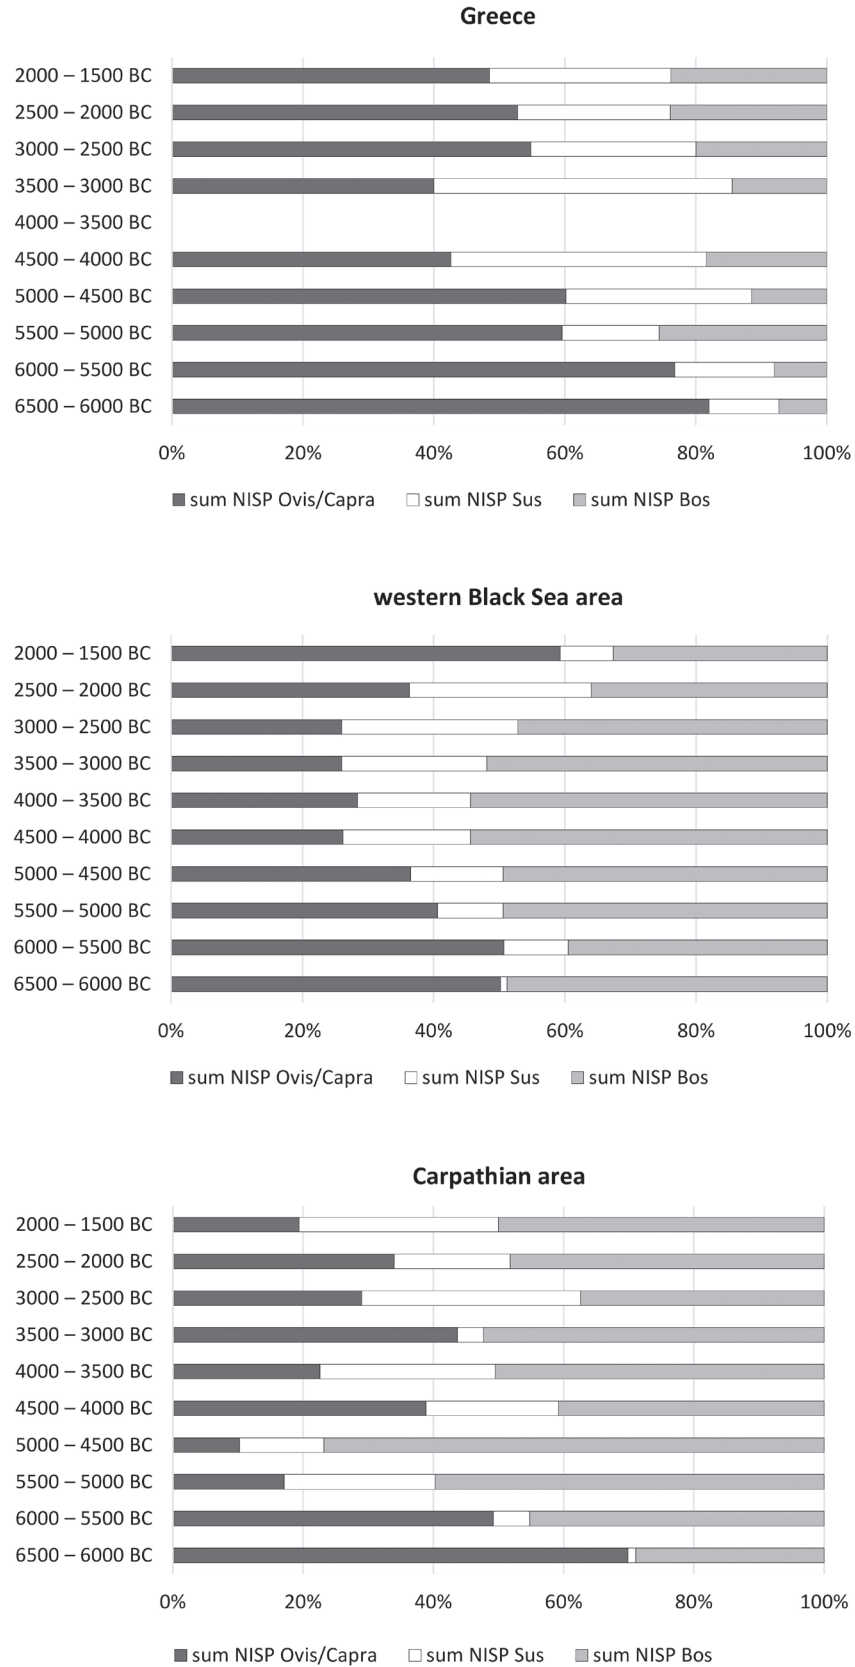 Greece
2000 – 1500 BC
2500 – 2000 BC
3000 – 2500 BC
3500 – 3000 BC
4000 – 3500 BC
4500 – 4000 BC
5000 – 4500 BC
5500 – 5000 BC
6000 – 5500 BC
6500 – 6000 BC
0% 20% 40% 60% 80% 100%
sum NISP Ovis/Capra sum NISP Sus sum NISP Bos
western Black Sea area
2000 – 1500 BC
2500 – 2000 BC
3000 – 2500 BC
3500 – 3000 BC
4000 – 3500 BC
4500 – 4000 BC
5000 – 4500 BC
5500 – 5000 BC
6000 – 5500 BC
6500 – 6000 BC
0% 20% 40% 60% 80% 100%
sum NISP Ovis/Capra sum NISP Sus sum NISP Bos
Carpathian area
2000 – 1500 BC
2500 – 2000 BC
3000 – 2500 BC
3500 – 3000 BC
4000 – 3500 BC
4500 – 4000 BC
5000 – 4500 BC
5500 – 5000 BC
6000 – 5500 BC
6500 – 6000 BC
0% 20% 40% 60% 80% 100%
sum NISP Ovis/Capra sum NISP Sus sum NISP Bos